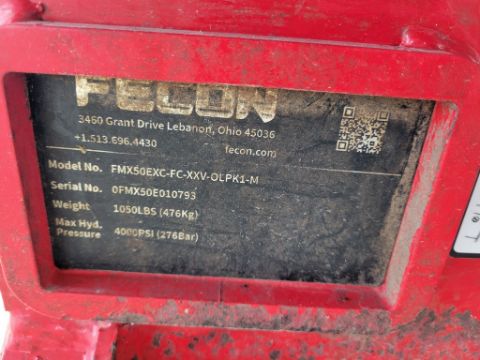 FECON
3460 Grant Drive Lebanon, Ohio 45036
+1.513.696.4430 fecon.com
Model No. FMX50EXC-FC-XXV-OLPK1-M
Serial No. 0FMX50E010793
Weight 1050LBS (476Kg)
Max Hyd.
Pressure 4000PSI (276Bar)